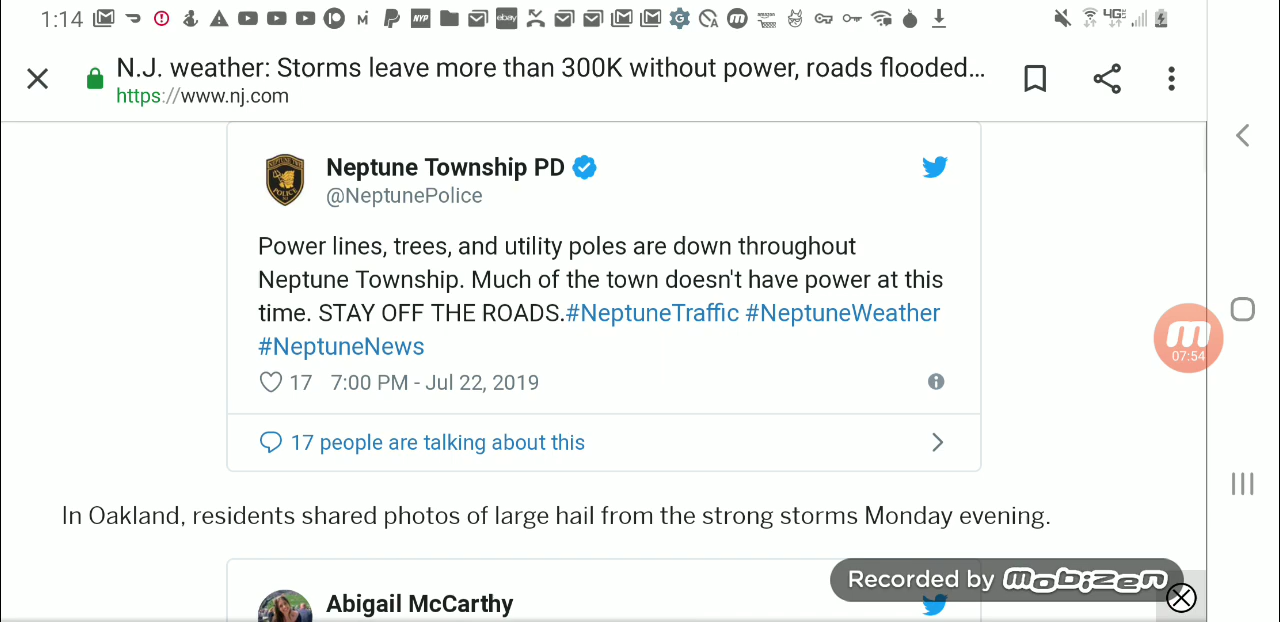 1:14
NYP
ebay
4G
N.J. weather: Storms leave more than 300K without power, roads flooded...
https://www.nj.com
Neptune Township PD
@NeptunePolice
Power lines, trees, and utility poles are down throughout
Neptune Township. Much of the town doesn't have power at this
time. STAY OFF THE ROADS.#NeptuneTraffic #NeptuneWeather
#NeptuneNews
17 7:00 PM - Jul 22, 2019
17 people are talking about this
07:54
In Oakland, residents shared photos of large hail from the strong storms Monday evening.
Recorded by mobizen
Abigail McCarthy